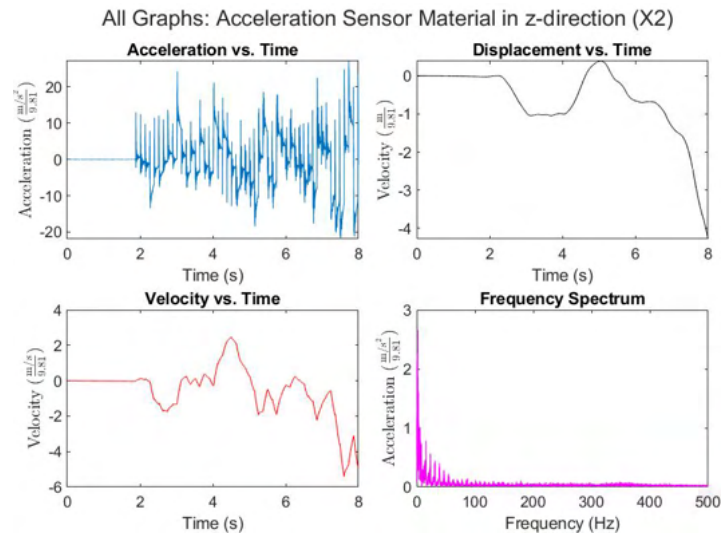 All Graphs: Acceleration Sensor Material in z-direction (X2)
Acceleration vs. Time
Acceleration (m/s²/9.81)
20
10
0
-10
-20
0 2 4 6 8
Time (s)
Displacement vs. Time
Velocity (m/9.81)
0
-1
-2
-3
-4
0 2 4 6 8
Time (s)
Velocity vs. Time
Velocity (m/s/9.81)
4
2
0
-2
-4
-6
0 2 4 6 8
Time (s)
Frequency Spectrum
Acceleration (m/s²/9.81)
3
2
1
0
0 100 200 300 400 500
Frequency (Hz)